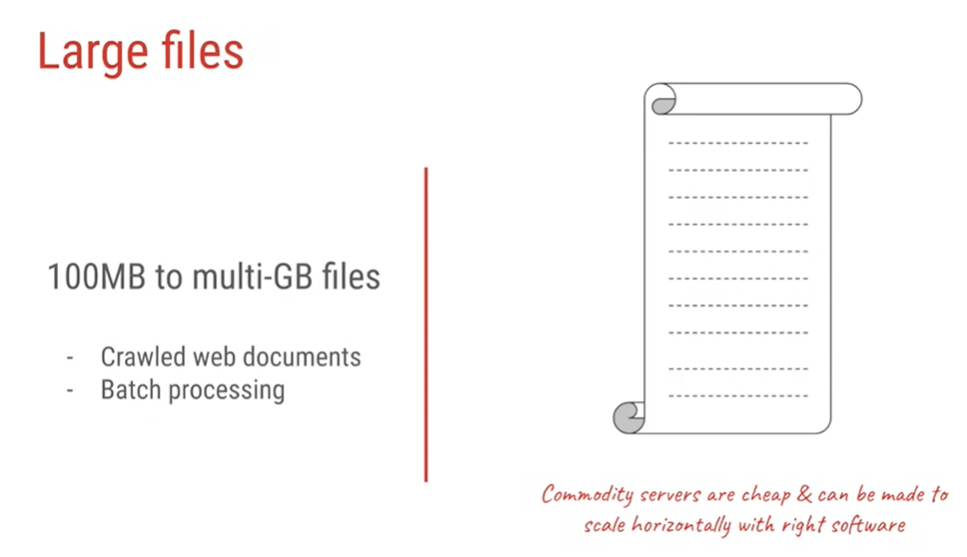 Large files
100MB to multi-GB files
- Crawled web documents
- Batch processing
Commodity servers are cheap & can be made to
scale horizontally with right software